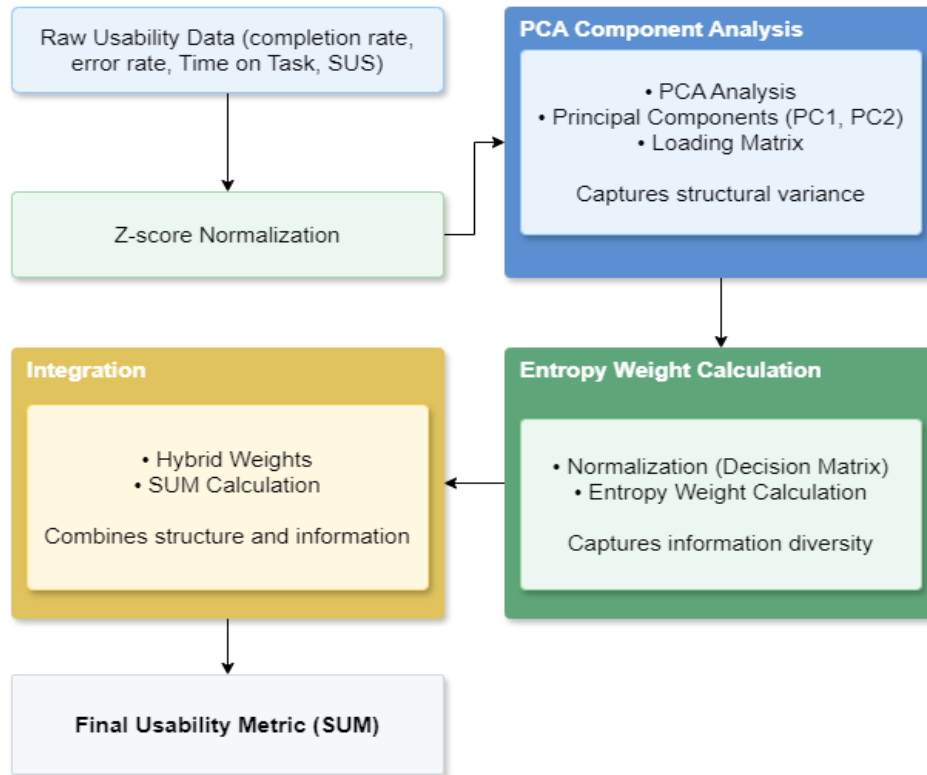 Raw Usability Data (completion rate,
error rate, Time on Task, SUS)
Z-score Normalization
PCA Component Analysis
• PCA Analysis
• Principal Components (PC1, PC2)
• Loading Matrix
Captures structural variance
Entropy Weight Calculation
• Normalization (Decision Matrix)
• Entropy Weight Calculation
Captures information diversity
Integration
• Hybrid Weights
• SUM Calculation
Combines structure and information
Final Usability Metric (SUM)